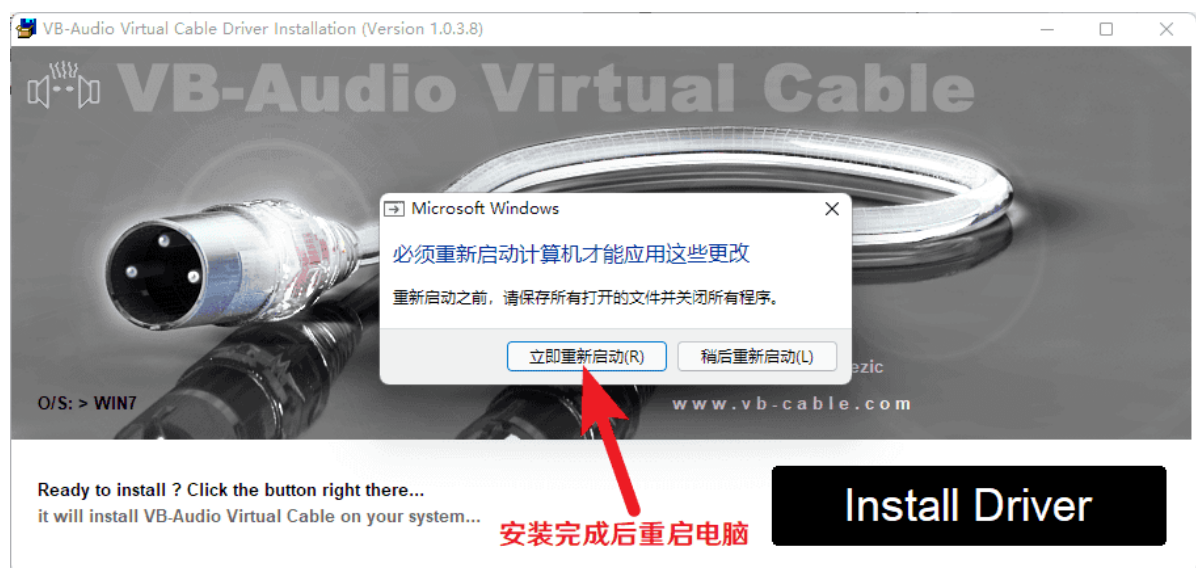 VB-Audio Virtual Cable Driver Installation (Version 1.0.3.8)
VB-Audio Virtual Cable
Microsoft Windows
必须重新启动计算机才能应用这些更改
重新启动之前，请保存所有打开的文件并关闭所有程序。
立即重新启动(R)
稍后重新启动(L)
O/S: > WIN7
www.vb-cable.com
Ready to install ? Click the button right there...
it will install VB-Audio Virtual Cable on your system...
Install Driver
安装完成后重启电脑